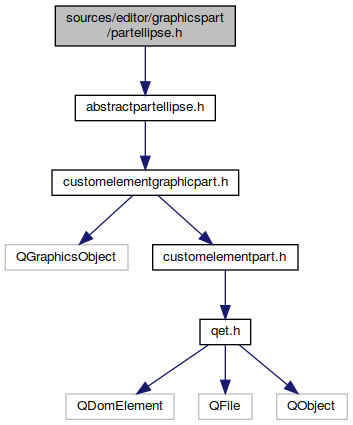 sources/editor/graphicspart
/partellipse.h
abstractpartellipse.h
customelementgraphicpart.h
QGraphicsObject
customelementpart.h
qet.h
QDomElement
QFile
QObject